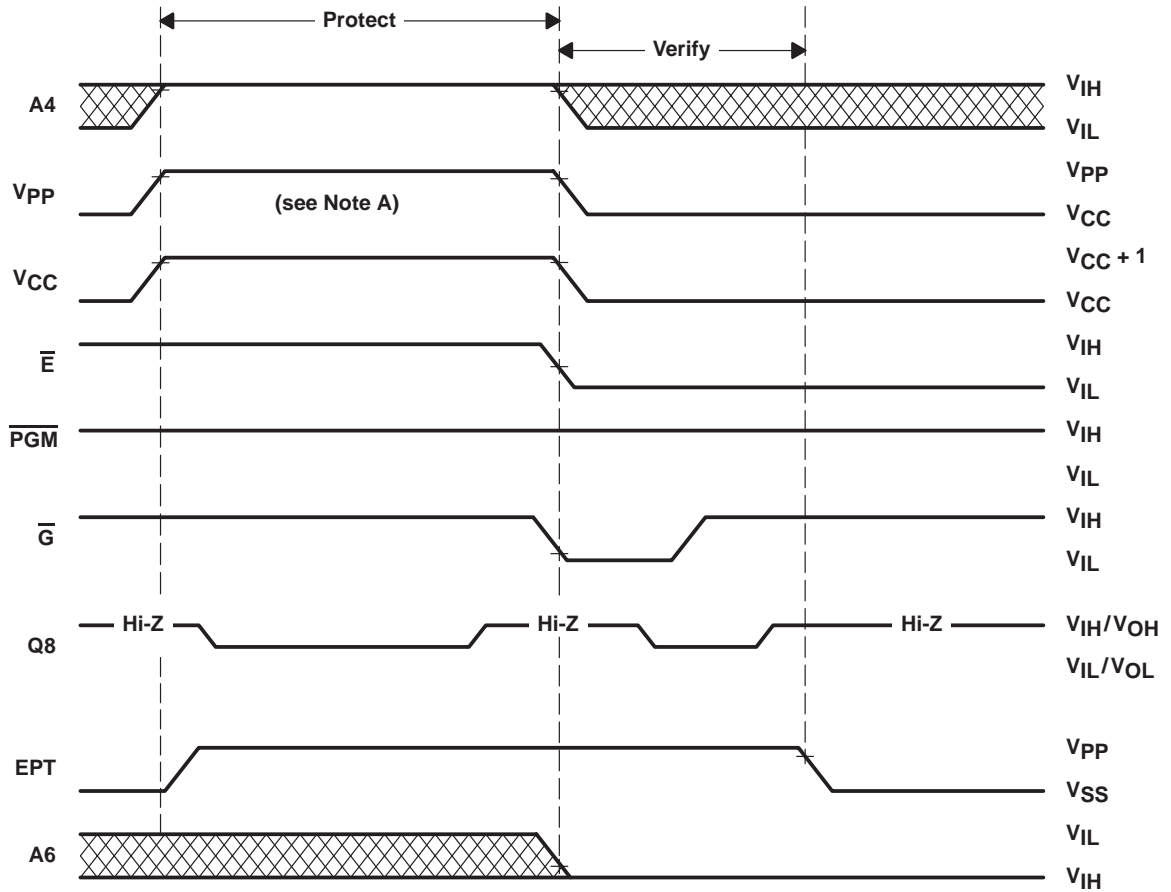 Protect
Verify
A4
VIH
VIL
VPP
(see Note A)
VPP
VCC
VCC
VCC + 1
VCC
E
VIH
VIL
PGM
VIH
VIL
G
VIH
VIL
Q8
Hi-Z
Hi-Z
Hi-Z
VIH/VOH
VIL/VOL
EPT
VPP
VSS
A6
VIL
VIH